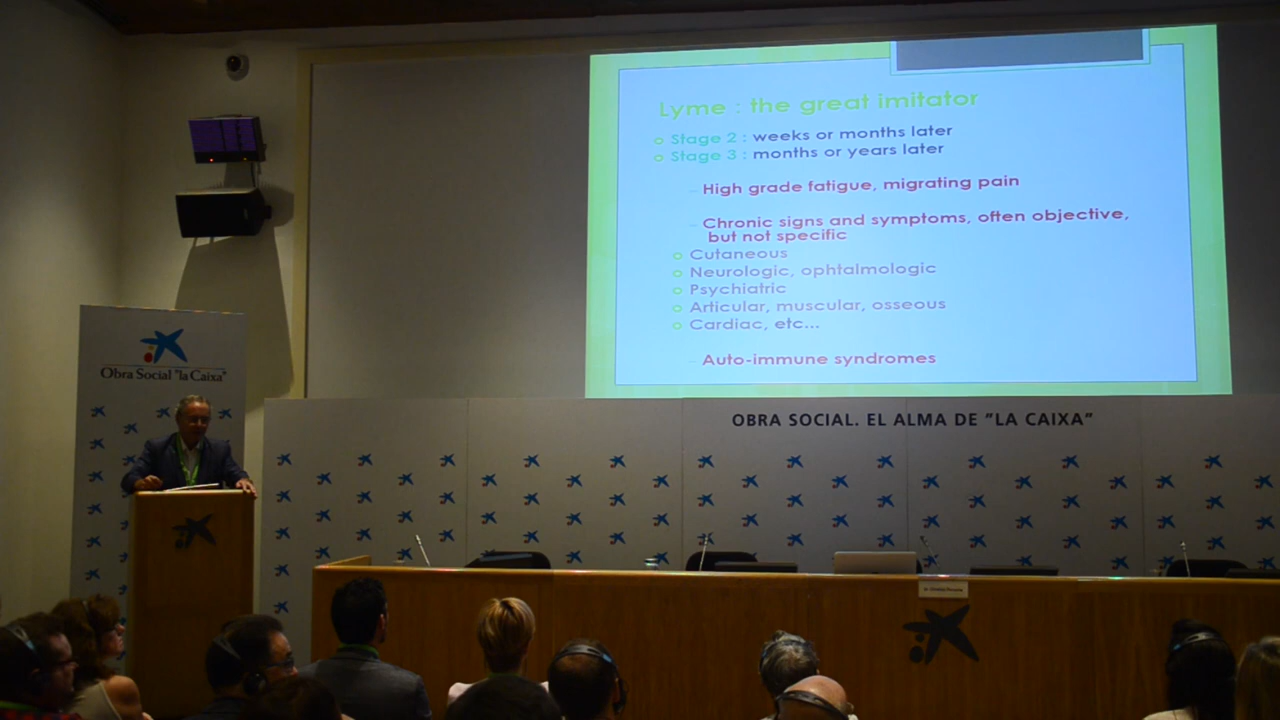 Lyme : the great imitator
Stage 2 : weeks or months later
Stage 3 : months or years later
High grade fatigue, migrating pain
Chronic signs and symptoms, often objective,
but not specific
Cutaneous
Neurologic, ophtalmologic
Psychiatric
Articular, muscular, osseous
Cardiac, etc...
Auto-immune syndromes
Obra Social "la Caixa"
OBRA SOCIAL. EL ALMA DE "LA CAIXA"